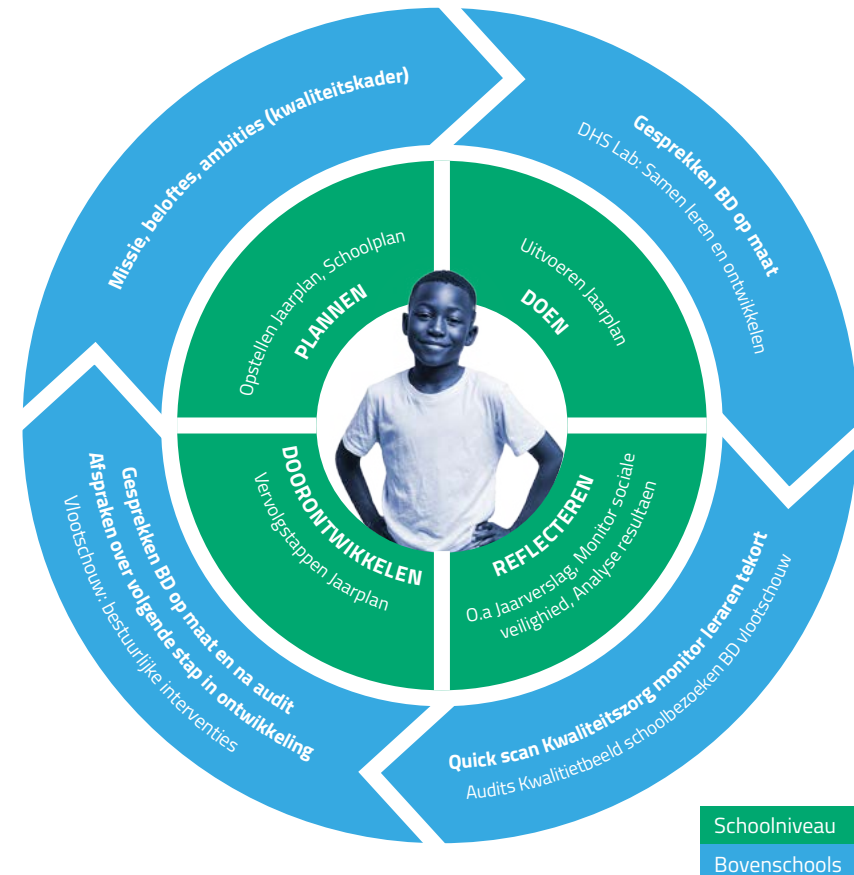 Missie, beloftes, ambities (kwaliteitskader)
Gesprekken BD op maat
DHS Lab: Samen leren en ontwikkelen
Quick scan Kwaliteitszorg monitor leraren tekort
Audits Kwalitietbeeld schoolbezoeken BD vlootschouw
Gesprekken BD op maat en na audit
Afspraken over volgende stap in ontwikkeling
Vlootschouw: bestuurlijke interventies
Opstellen Jaarplan, Schoolplan
PLANNEN
Uitvoeren Jaarplan
DOEN
REFLECTEREN
O.a Jaarverslag, Monitor sociale
veilighied, Analyse resultaen
DOORONTWIKKELEN
Vervolgstappen Jaarplan
Schoolniveau
Bovenschools